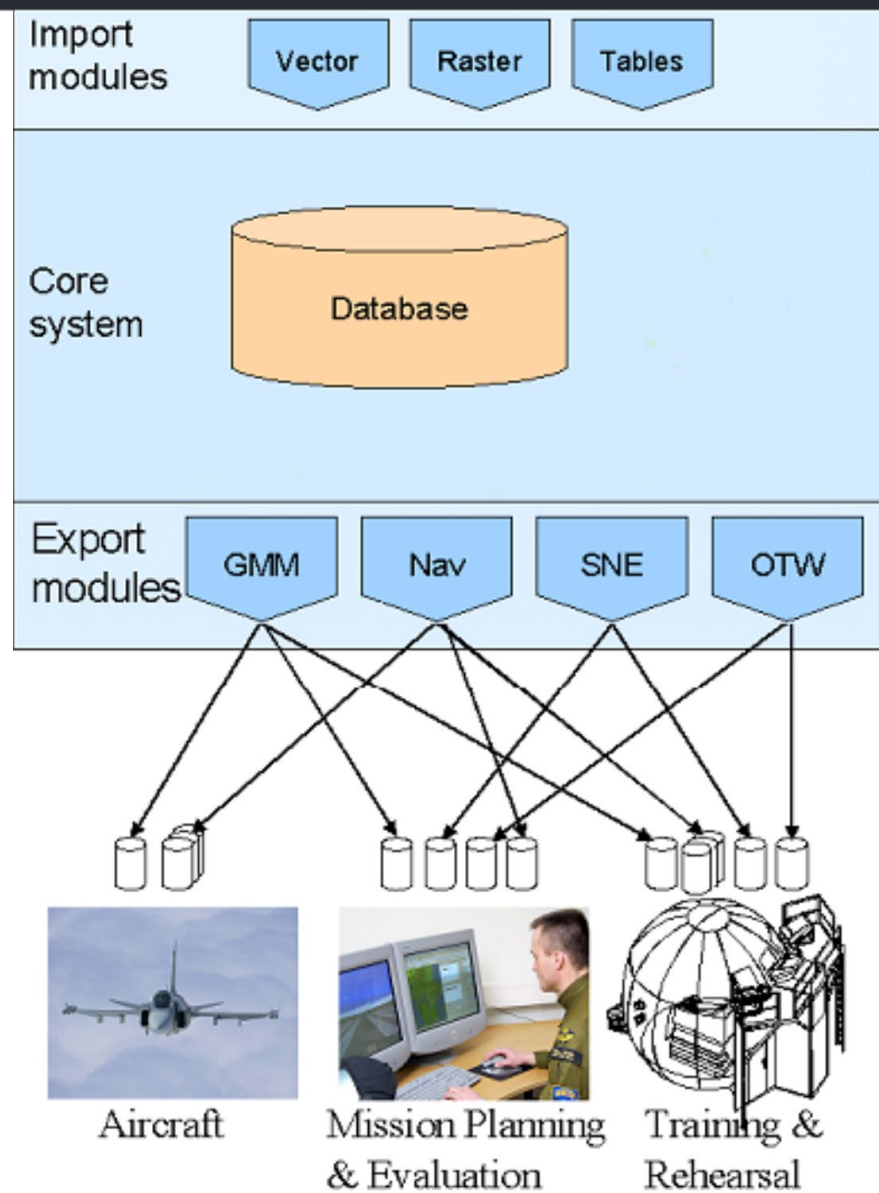 Import
modules
Vector
Raster
Tables
Core
system
Database
Export
modules
GMM
Nav
SNE
OTW
Aircraft
Mission Planning
& Evaluation
Training &
Rehearsal